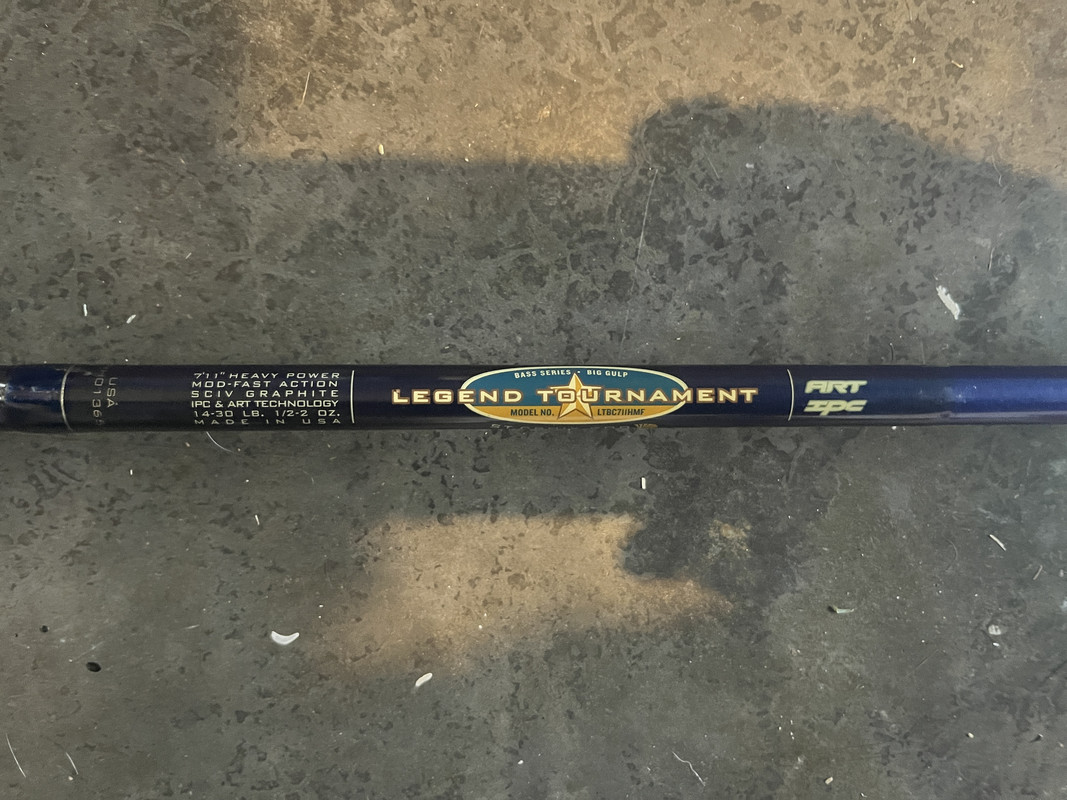 USA
7'11" HEAVY POWER
MOD-FAST ACTION
SCIV GRAPHITE
IPC & ART TECHNOLOGY
14-30 LB. 1/2-2 OZ.
MADE IN USA
BASS SERIES - BIG GULP
LEGEND TOURNAMENT
MODEL NO. LTBC711HMF
ART
IPC